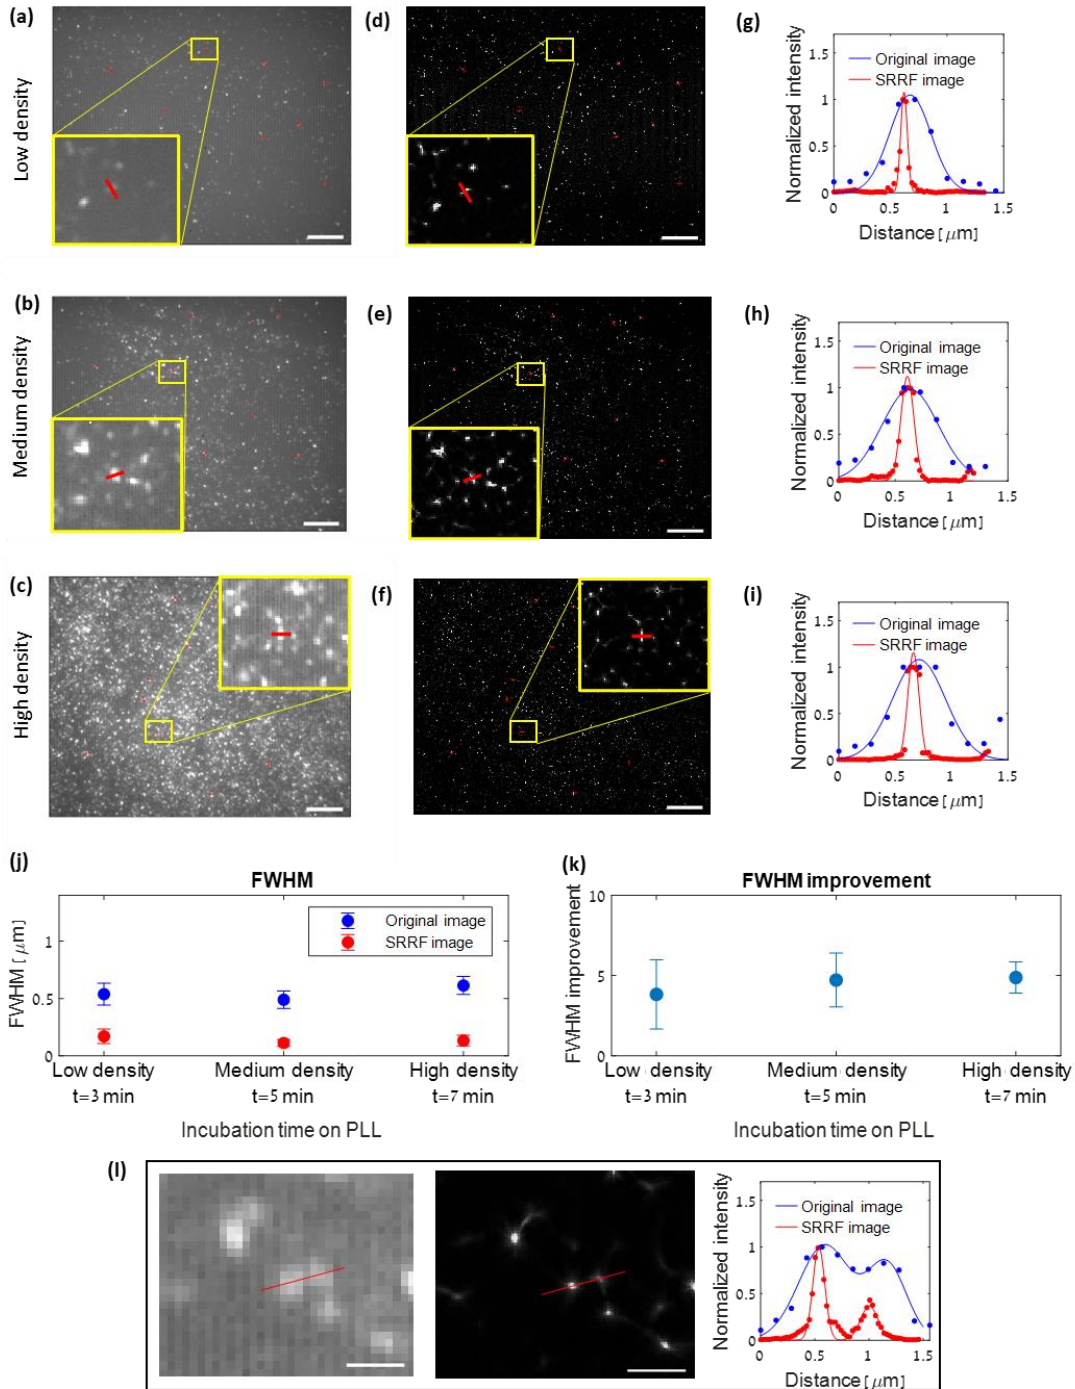 (a)
(d)
(g)
Low density
Normalized intensity
1.5
1
0.5
0
Original image
SRRF image
0 0.5 1 1.5
Distance [ μm]
(b)
(e)
(h)
Medium density
Normalized intensity
1.5
1
0.5
0
Original image
SRRF image
0 0.5 1 1.5
Distance [ μm]
(c)
(f)
(i)
High density
Normalized intensity
1.5
1
0.5
0
Original image
SRRF image
0 0.5 1 1.5
Distance [ μm]
(j)
FWHM
FWHM [ μm]
1
0.5
0
Original image
SRRF image
Low density Medium density High density
t=3 min t=5 min t=7 min
Incubation time on PLL
(k)
FWHM improvement
FWHM improvement
10
5
0
Low density Medium density High density
t=3 min t=5 min t=7 min
Incubation time on PLL
(l)
Normalized intensity
1.5
1
0.5
0
Original image
SRRF image
0 0.5 1 1.5
Distance [ μm]